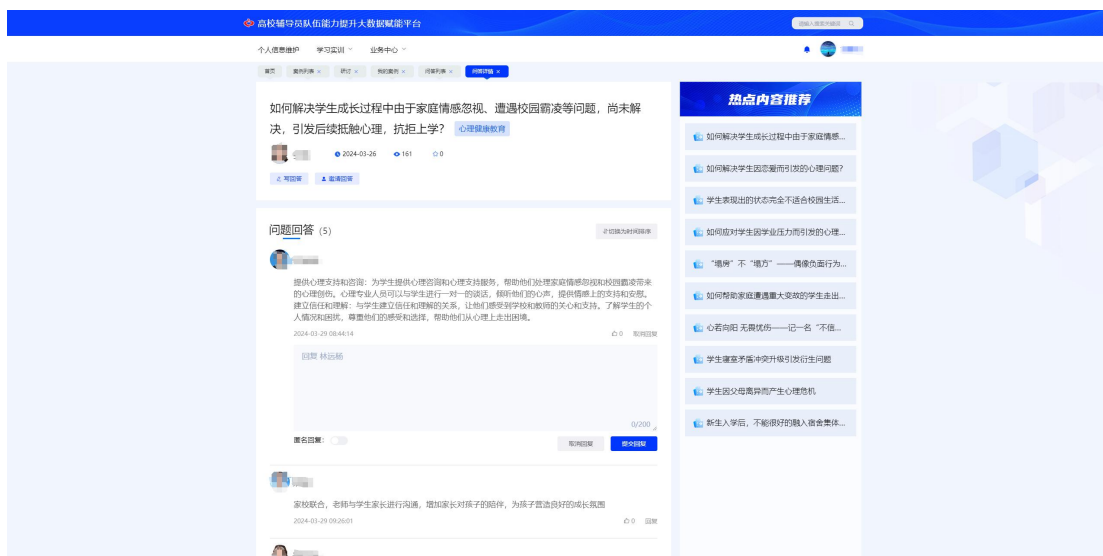 高校辅导员队伍能力提升大数据赋能平台
请输入搜索关键词
个人信息维护 学习实训 业务中心
首页 案例列表 × 研讨 × 我的案例 × 问答列表 × 问答详情 ×
如何解决学生成长过程中由于家庭情感忽视、遭遇校园霸凌等问题,尚未解
决,引发后续抵触心理,抗拒上学? 心理健康教育
2024-03-26 161 0
写回答 邀请回答
问题回答 (5)
切换为时间排序
提供心理支持和咨询:为学生提供心理咨询和心理支持服务,帮助他们处理家庭情感忽视和校园霸凌带来
的心理创伤。心理专业人员可以与学生进行一对一的谈话,倾听他们的心声,提供情感上的支持和安慰。
建立信任和理解:与学生建立信任和理解的关系,让他们感受到学校和教师的关心和支持。了解学生的个
人情况和困扰,尊重他们的感受和选择,帮助他们从心理上走出困境。
2024-03-29 08:44:14 0 取消回复
回复 林远杨
0/200
匿名回复:
取消回复 提交回复
家校联合,老师与学生家长进行沟通,增加家长对孩子的陪伴,为孩子营造良好的成长氛围
2024-03-29 09:26:01 0 回复
热点内容推荐
如何解决学生成长过程中由于家庭情感...
如何解决学生因恋爱而引发的心理问题?
学生表现出的状态完全不适合校园生活...
如何应对学生因学业压力而引发的心理...
“塌房”不“塌方”——偶像负面行为...
如何帮助家庭遭遇重大变故的学生走出...
心若向阳 无畏忧伤——记一名“不信...
学生寝室矛盾冲突升级引发衍生问题
学生因父母离异而产生心理危机
新生入学后,不能很好的融入宿舍集体...